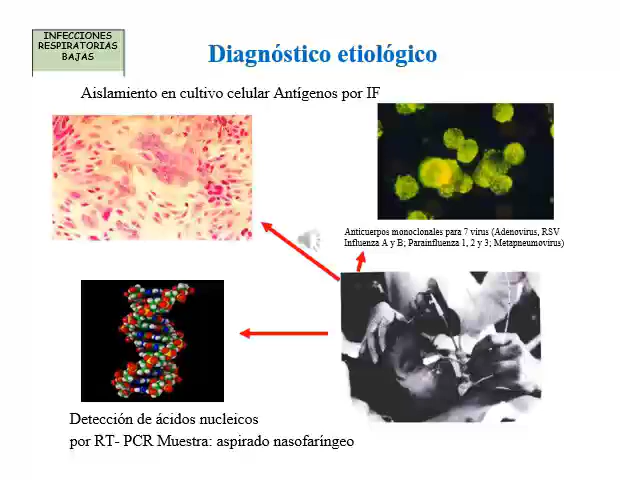 INFECCIONES
RESPIRATORIAS
BAJAS
Diagnóstico etiológico
Aislamiento en cultivo celular Antígenos por IF
Anticuerpos monoclonales para 7 virus (Adenovirus, RSV
Influenza A y B; Parainfluenza 1, 2 y 3; Metapneumovirus)
Detección de ácidos nucleicos
por RT- PCR Muestra: aspirado nasofaríngeo